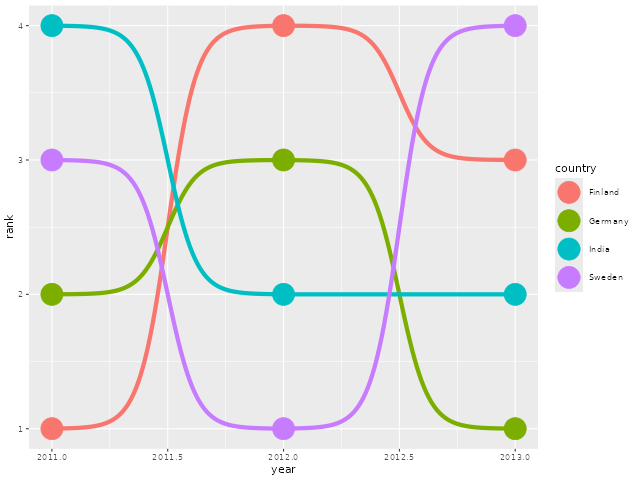 4
3
2
1
rank
2011.0
2011.5
2012.0
2012.5
2013.0
year
country
Finland
Germany
India
Sweden